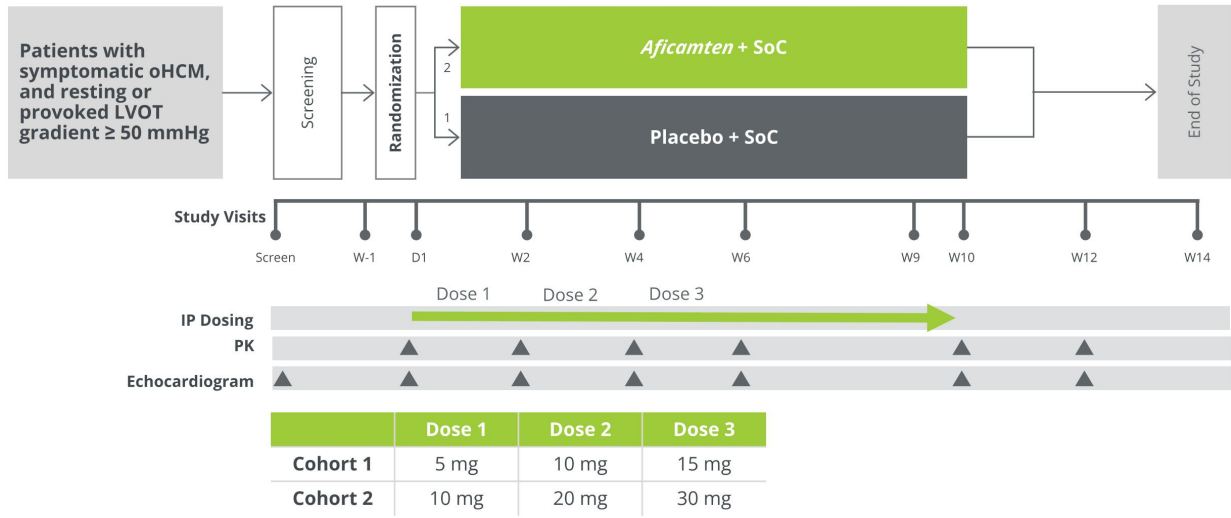 Patients with
symptomatic oHCM,
and resting or
provoked LVOT
gradient ≥ 50 mmHg
Screening
Randomization
2
1
Aficamten + SoC
Placebo + SoC
End of Study
Study Visits
Screen W-1 D1 W2 W4 W6 W9 W10 W12 W14
Dose 1 Dose 2 Dose 3
IP Dosing
PK
Echocardiogram
Dose 1 Dose 2 Dose 3
Cohort 1 5 mg 10 mg 15 mg
Cohort 2 10 mg 20 mg 30 mg